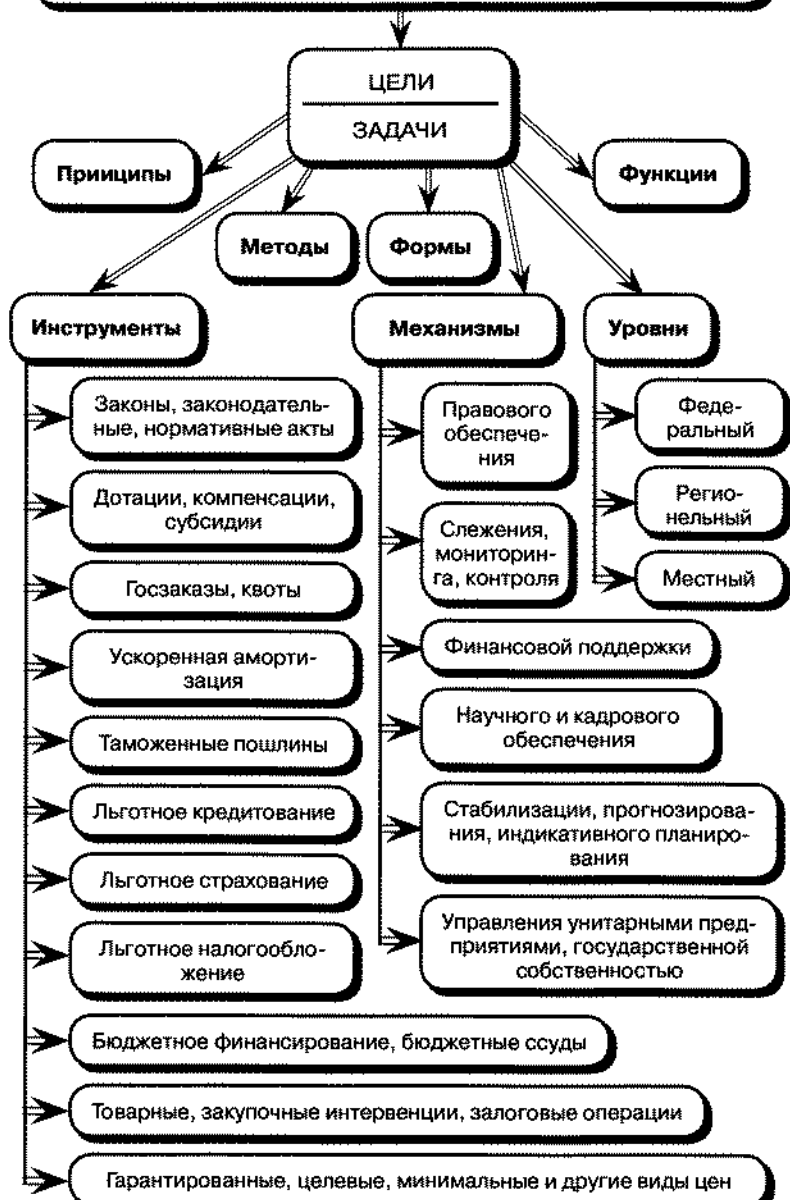 ЦЕЛИ
ЗАДАЧИ
Приициπы
Функции
Методы
Формы
Инструменты
Механизмы
Уровни
Законы, законодатель-
ные, нормативные акты
Дотации, компенсации,
субсидии
Госзаказы, квоты
Ускоренная аморти-
зация
Таможенные пошлины
Льготное кредитование
Льготное страхование
Льготное налогообло-
жение
Бюджетное финансирование, бюджетные ссуды
Товарные, закупочные интервенции, залоговые операции
Гарантированные, целевые, минимальные и другие виды цен
Правового
обеспече-
ния
Слежения,
мониторин-
га, контроля
Финансовой поддержки
Научного и кадрового
обеспечения
Стабилизации, прогнозирова-
ния, индикативного планиро-
вания
Управления унитарными пред-
приятиями, государственной
собственностью
Феде-
ральный
Регио-
нельный
Местный